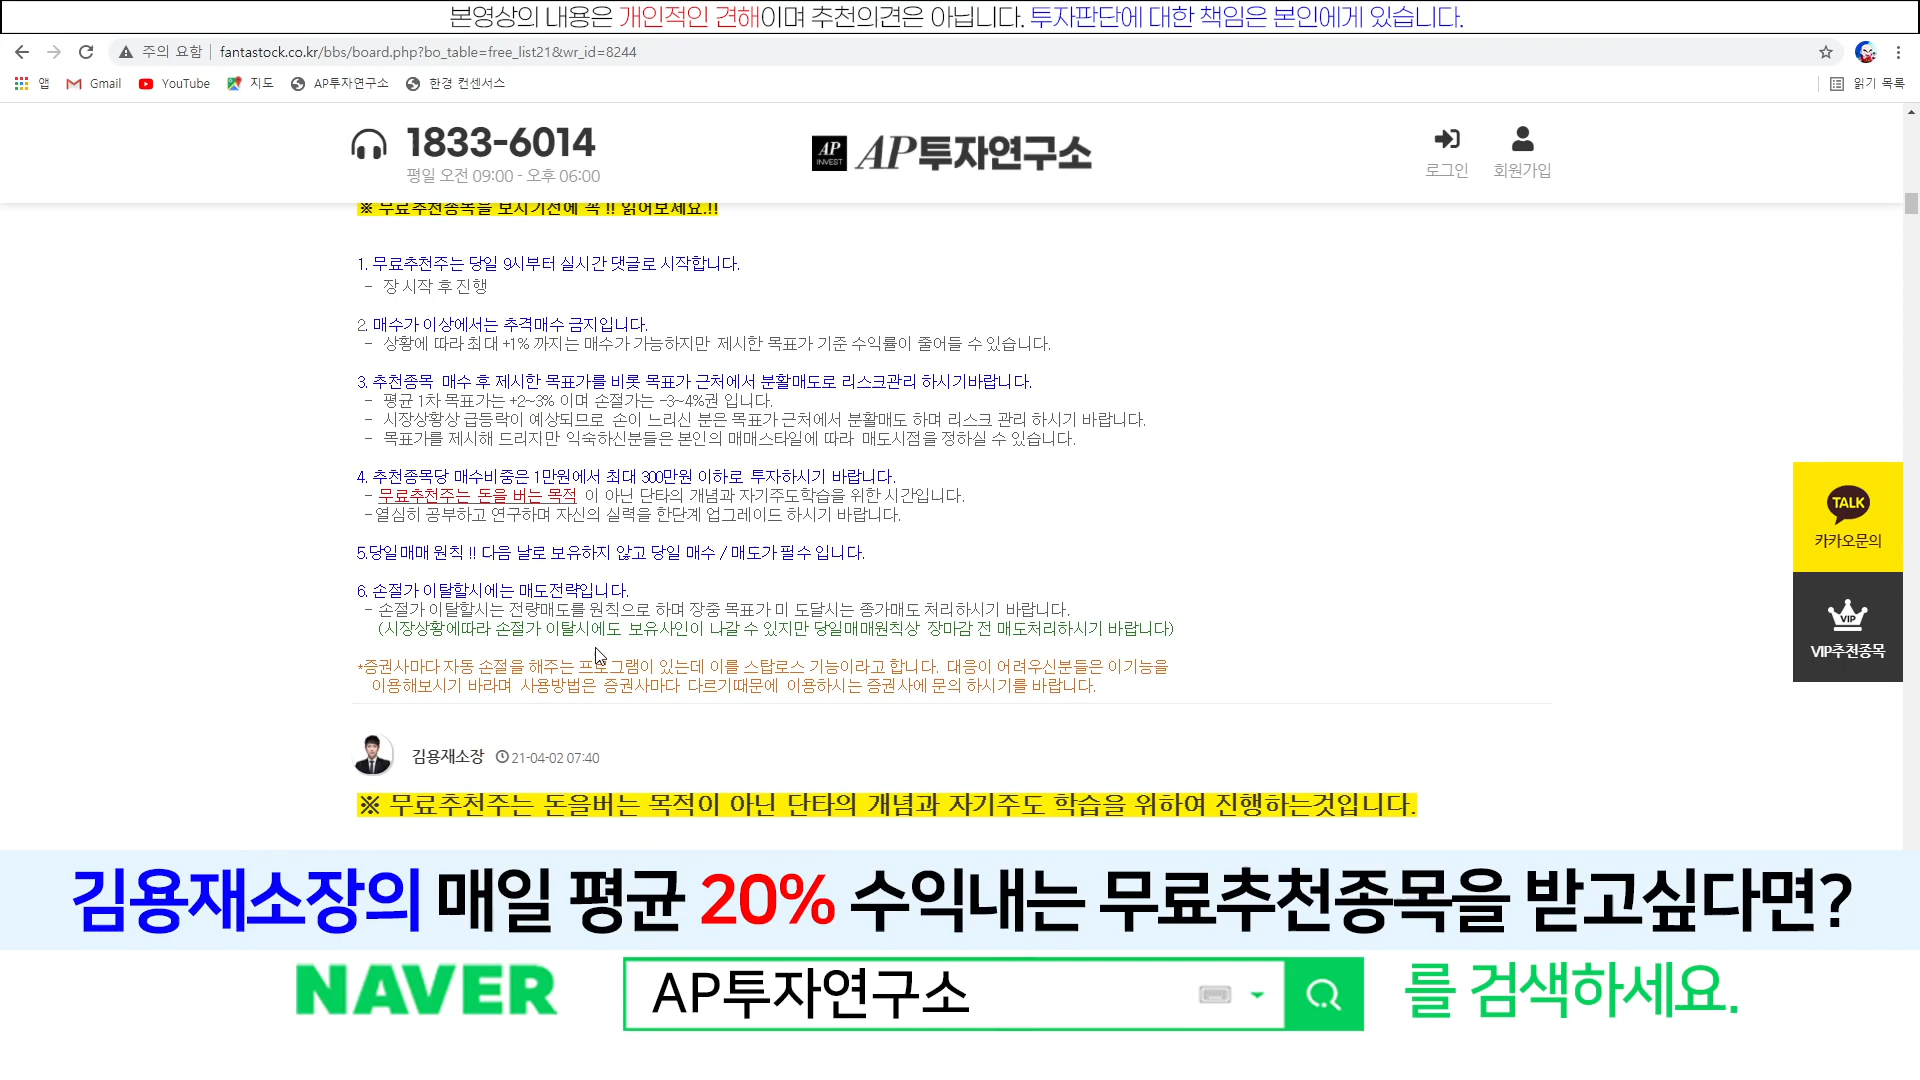 본영상의 내용은 개인적인 견해이며 추천의견은 아닙니다. 투자판단에 대한 책임은 본인에게 있습니다.
주의 요함 | fantastock.co.kr/bbs/board.php?bo_table=free_list21&wr_id=8244
앱 Gmail YouTube 지도 AP투자연구소 한경 컨센서스 읽기 목록
1833-6014
평일 오전 09:00 - 오후 06:00
AP INVEST AP투자연구소
로그인 회원가입
※ 무료추천종목을 보시기전에 꼭 !! 읽어보세요.!!
1. 무료추천주는 당일 9시부터 실시간 댓글로 시작합니다.
- 장 시작 후 진행
2. 매수가 이상에서는 추격매수 금지입니다.
- 상황에 따라 최대 +1% 까지는 매수가 가능하지만 제시한 목표가 기준 수익률이 줄어들 수 있습니다.
3. 추천종목 매수 후 제시한 목표가를 비롯 목표가 근처에서 분활매도로 리스크관리 하시기바랍니다.
- 평균 1차 목표가는 +2~3% 이며 손절가는 -3~4%권 입니다.
- 시장상황상 급등락이 예상되므로 손이 느리신 분은 목표가 근처에서 분활매도 하며 리스크 관리 하시기 바랍니다.
- 목표가를 제시해 드리지만 익숙하신분들은 본인의 매매스타일에 따라 매도시점을 정하실 수 있습니다.
4. 추천종목당 매수비중은 1만원에서 최대 300만원 이하로 투자하시기 바랍니다.
- 무료추천주는 돈을 버는 목적 이 아닌 단타의 개념과 자기주도학습을 위한 시간입니다.
-열심히 공부하고 연구하며 자신의 실력을 한단계 업그레이드 하시기 바랍니다.
5.당일매매 원칙 !! 다음 날로 보유하지 않고 당일 매수 / 매도가 필수 입니다.
6. 손절가 이탈할시에는 매도전략입니다.
- 손절가 이탈할시는 전량매도를 원칙으로 하며 장중 목표가 미 도달시는 종가매도 처리하시기 바랍니다.
(시장상황에따라 손절가 이탈시에도 보유사인이 나갈 수 있지만 당일매매원칙상 장마감 전 매도처리하시기 바랍니다)
*증권사마다 자동 손절을 해주는 프로그램이 있는데 이를 스탑로스 기능이라고 합니다. 대응이 어려우신분들은 이기능을
이용해보시기 바라며 사용방법은 증권사마다 다르기때문에 이용하시는 증권사에 문의 하시기를 바랍니다.
TALK
카카오문의
VIP
VIP추천종목
김용재소장 21-04-02 07:40
※ 무료추천주는 돈을버는 목적이 아닌 단타의 개념과 자기주도 학습을 위하여 진행하는것입니다.
김용재소장의 매일 평균 20% 수익내는 무료추천종목을 받고싶다면?
NAVER AP투자연구소 를 검색하세요.